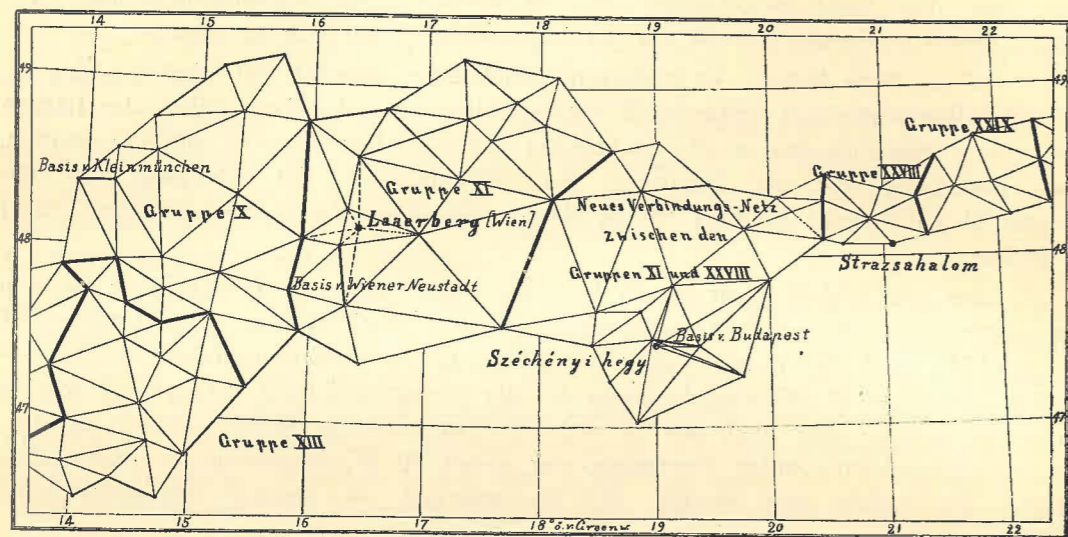 14 15 16 17 18 19 20 21 22
49 49
Gruppe XXIX
Basis v. Kleinmünchen
Gruppe XI
Gruppe XXVIII
Gruppe X
Laaerberg [Wien]
Neues Verbindungs-Netz
zwischen den
48 48
Strazsahalom
Gruppen XI und XXVIII
Basis v. Wiener Neustadt
Basis v. Budapest
Széchényi hegy
47 47
Gruppe XIII
14 15 16 17 18° ö. v. Greenw. 19 20 21 22